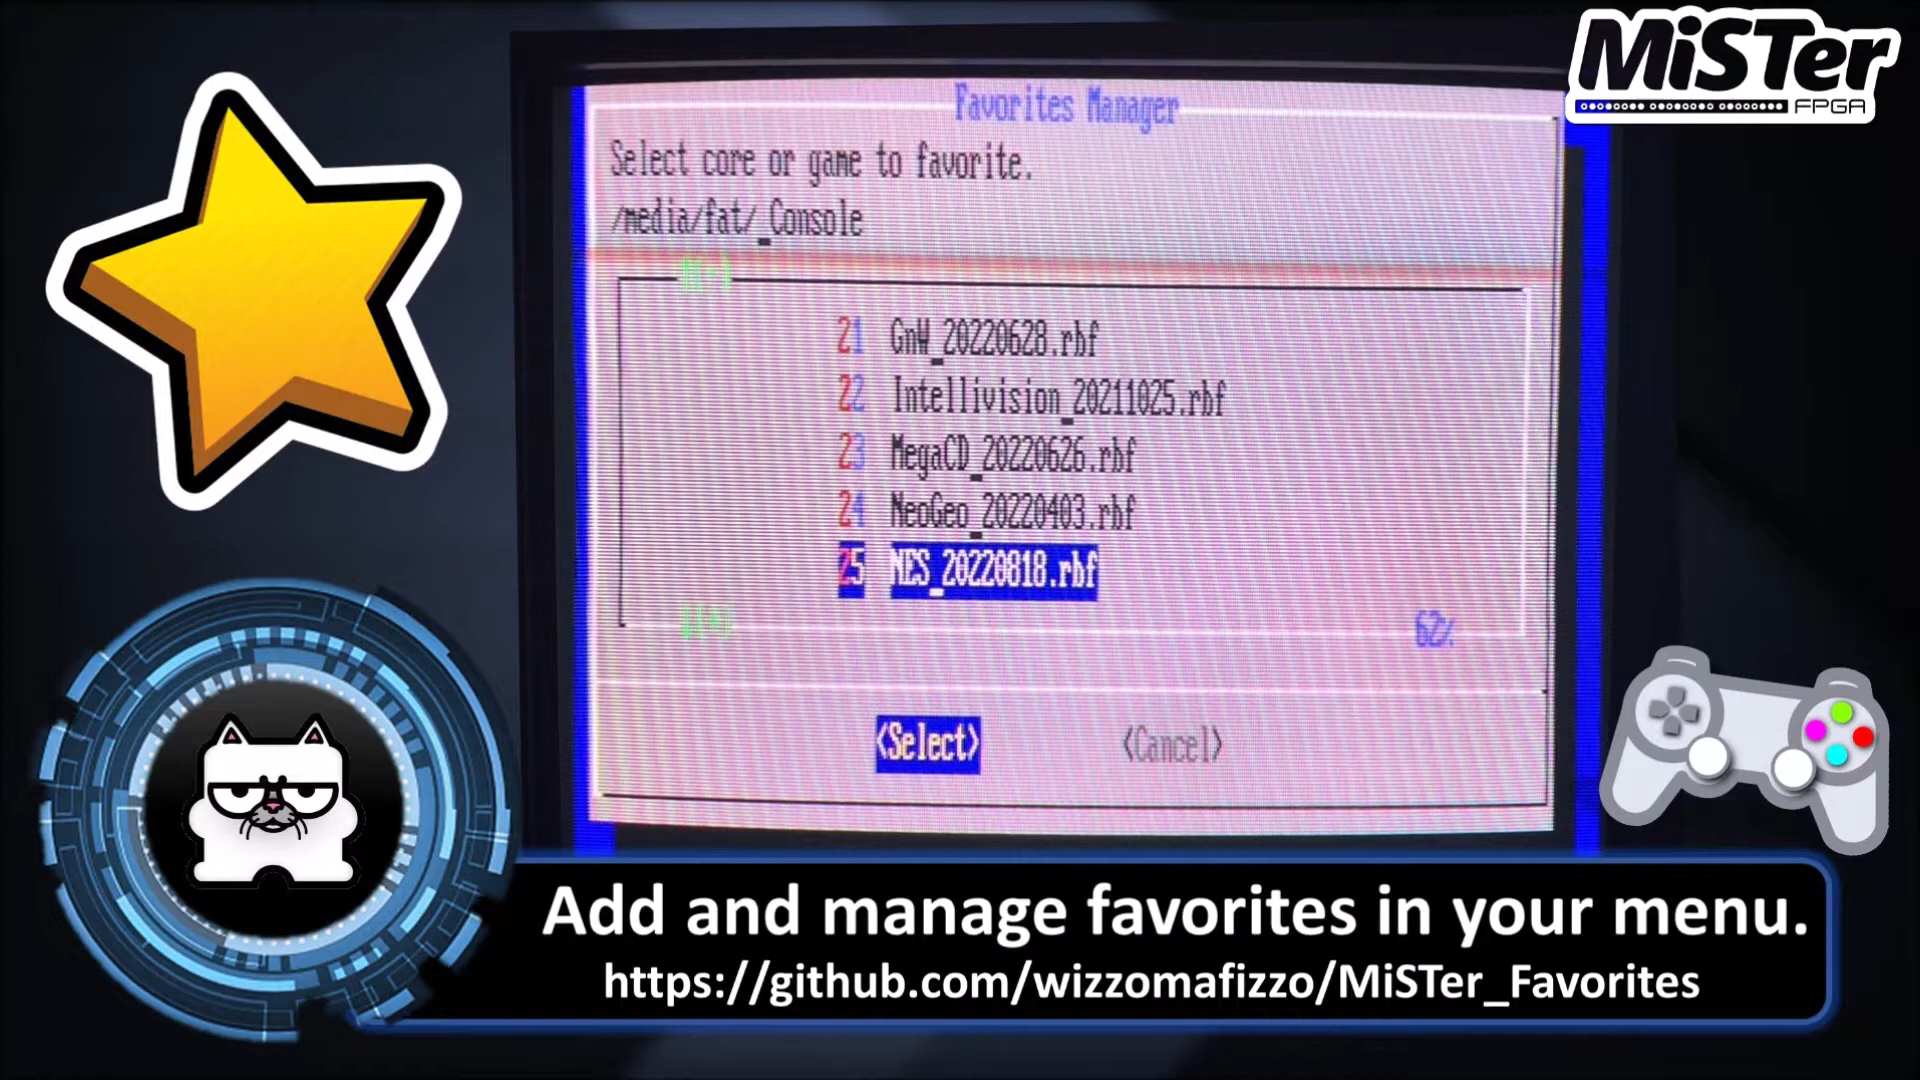 MiSTer
FPGA
Favorites Manager
Select core or game to favorite.
/media/fat/_Console
21 GnW_20220628.rbf
22 Intellivision_20211025.rbf
23 MegaCD_20220626.rbf
24 NeoGeo_20220403.rbf
25 NES_20220818.rbf
62%
<Select> <Cancel>
Add and manage favorites in your menu.
https://github.com/wizzomafizzo/MiSTer_Favorites